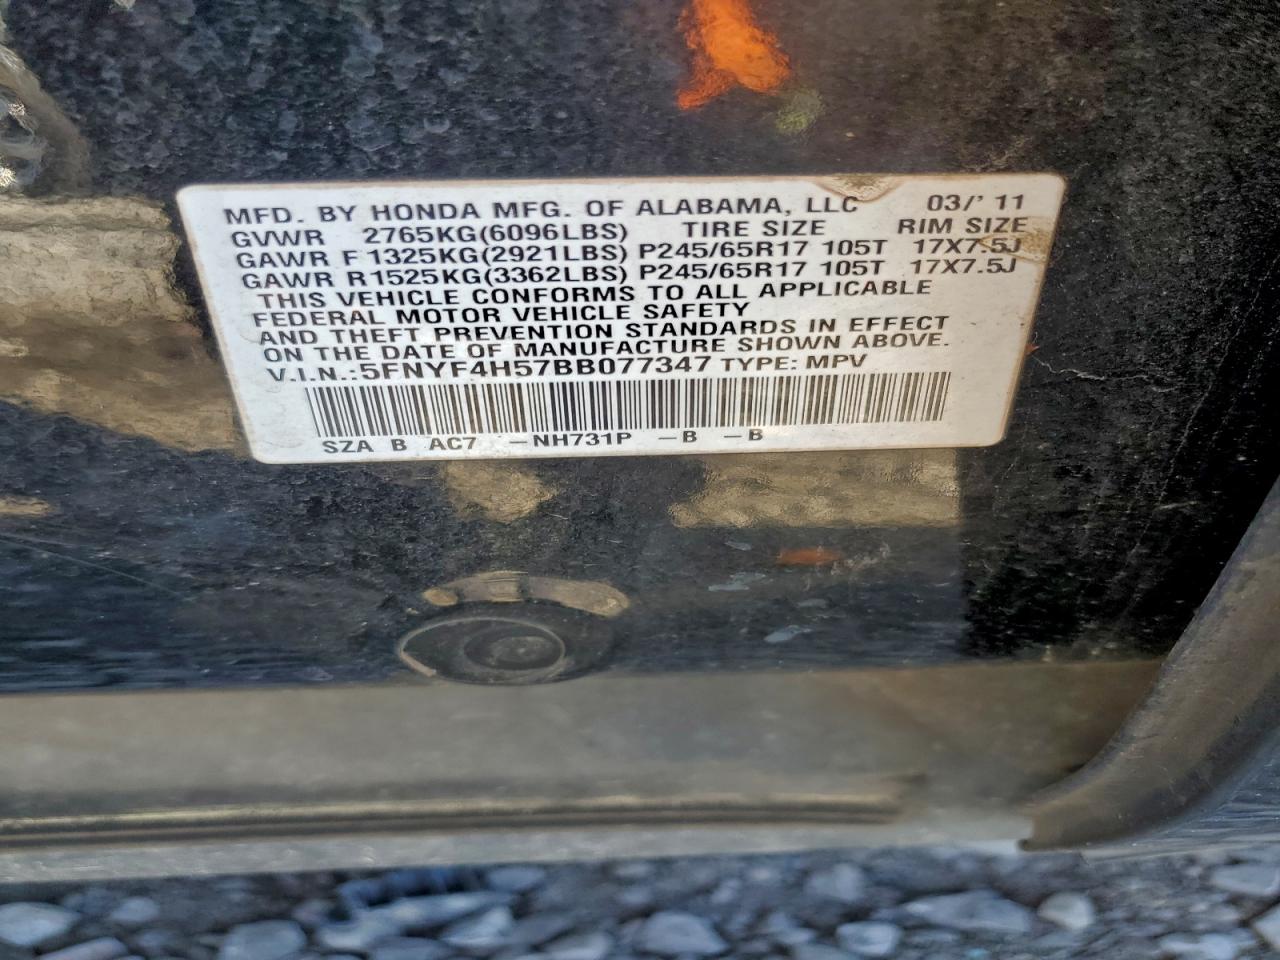 MFD. BY HONDA MFG. OF ALABAMA, LLC 03/'11
GVWR 2765KG(6096LBS) TIRE SIZE RIM SIZE
GAWR F 1325KG(2921LBS) P245/65R17 105T 17X7.5J
GAWR R1525KG(3362LBS) P245/65R17 105T 17X7.5J
THIS VEHICLE CONFORMS TO ALL APPLICABLE
FEDERAL MOTOR VEHICLE SAFETY
AND THEFT PREVENTION STANDARDS IN EFFECT
ON THE DATE OF MANUFACTURE SHOWN ABOVE.
V.I.N.:5FNYF4H57BB077347 TYPE: MPV
SZA B AC7 -NH731P -B -B